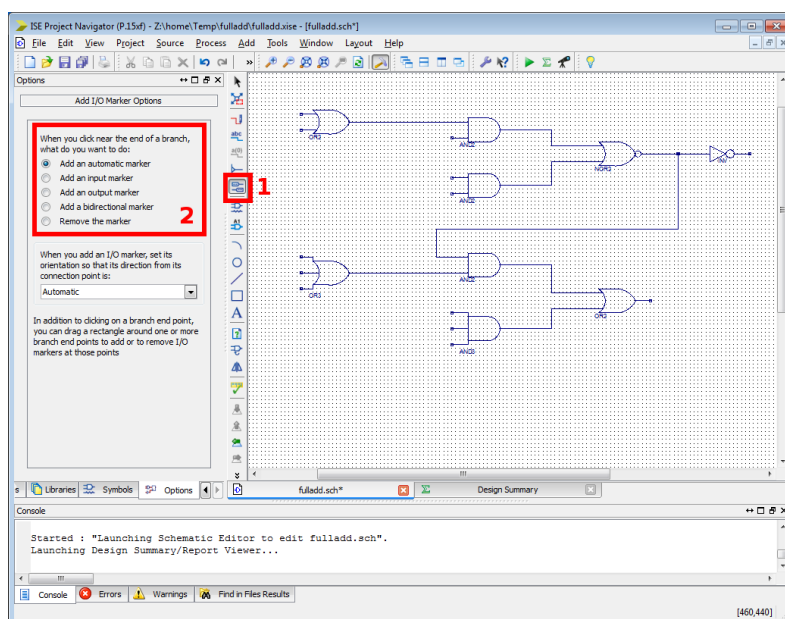 ISE Project Navigator (P.15xf) - Z:\home\Temp\fulladd\fulladd.xise - [fulladd.sch*]
File Edit View Project Source Process Add Tools Window Layout Help
Options
Add I/O Marker Options
When you click near the end of a branch,
what do you want to do:
Add an automatic marker
Add an input marker
Add an output marker
Add a bidirectional marker
Remove the marker
2
1
When you add an I/O marker, set its
orientation so that its direction from its
connection point is:
Automatic
In addition to clicking on a branch end point,
you can drag a rectangle around one or more
branch end points to add or to remove I/O
markers at those points
abc
A
OR2
AND2
NOR2
INV
AND2
AND2
OR3
OR2
AND3
s Libraries Symbols Options
fulladd.sch*
Design Summary
Console
Started : "Launching Schematic Editor to edit fulladd.sch".
Launching Design Summary/Report Viewer...
Console Errors Warnings Find in Files Results
[460,440]